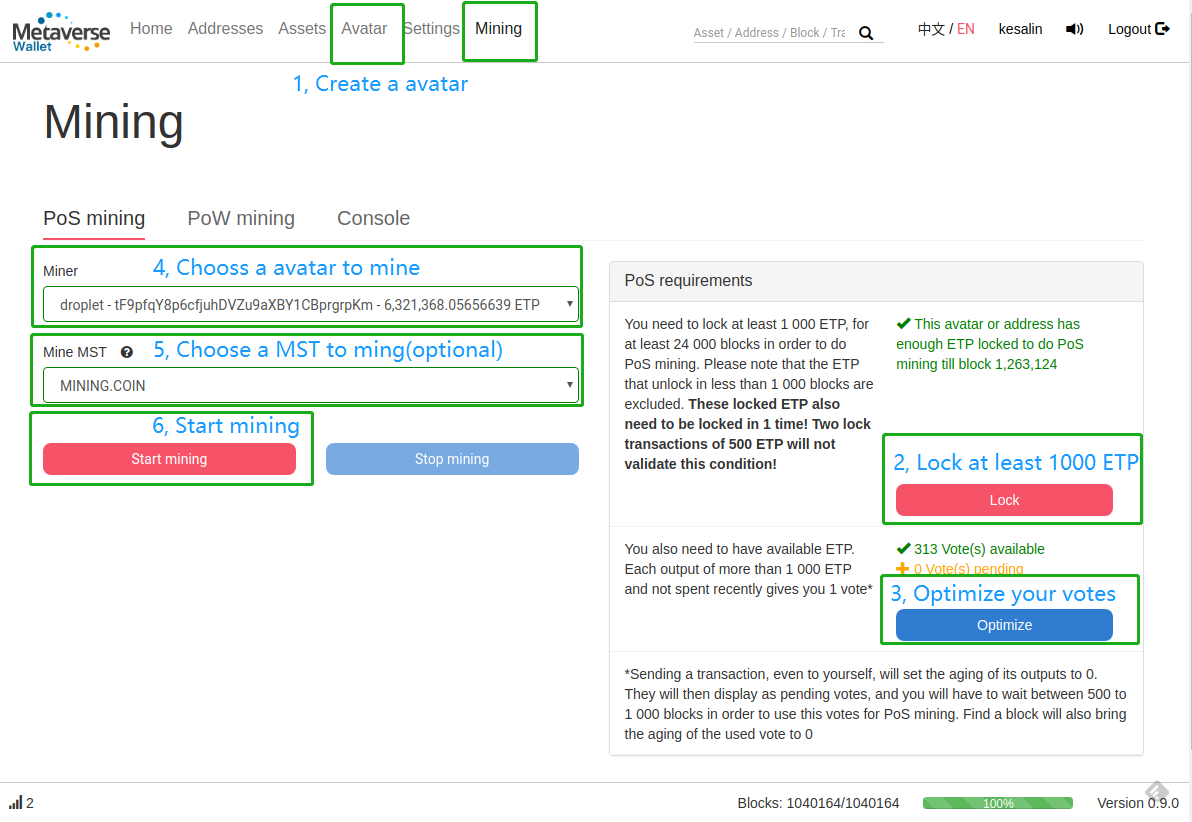 Metaverse
Wallet
Home Addresses Assets Avatar Settings Mining
Asset / Address / Block / Tra
中文 / EN
kesalin
Logout
1, Create a avatar
Mining
PoS mining PoW mining Console
Miner
4, Chooss a avatar to mine
droplet - tF9pfqY8p6cfjuhDVZu9aXBY1CBprgrpKm - 6,321,368.05656639 ETP
Mine MST
5, Choose a MST to ming(optional)
MINING.COIN
6, Start mining
Start mining
Stop mining
PoS requirements
You need to lock at least 1 000 ETP, for
at least 24 000 blocks in order to do
PoS mining. Please note that the ETP
that unlock in less than 1 000 blocks are
excluded. These locked ETP also
need to be locked in 1 time! Two lock
transactions of 500 ETP will not
validate this condition!
This avatar or address has
enough ETP locked to do PoS
mining till block 1,263,124
2, Lock at least 1000 ETP
Lock
You also need to have available ETP.
Each output of more than 1 000 ETP
and not spent recently gives you 1 vote*
313 Vote(s) available
0 Vote(s) pending
3, Optimize your votes
Optimize
*Sending a transaction, even to yourself, will set the aging of its outputs to 0.
They will then display as pending votes, and you will have to wait between 500 to
1 000 blocks in order to use this votes for PoS mining. Find a block will also bring
the aging of the used vote to 0
2
Blocks: 1040164/1040164
100%
Version 0.9.0